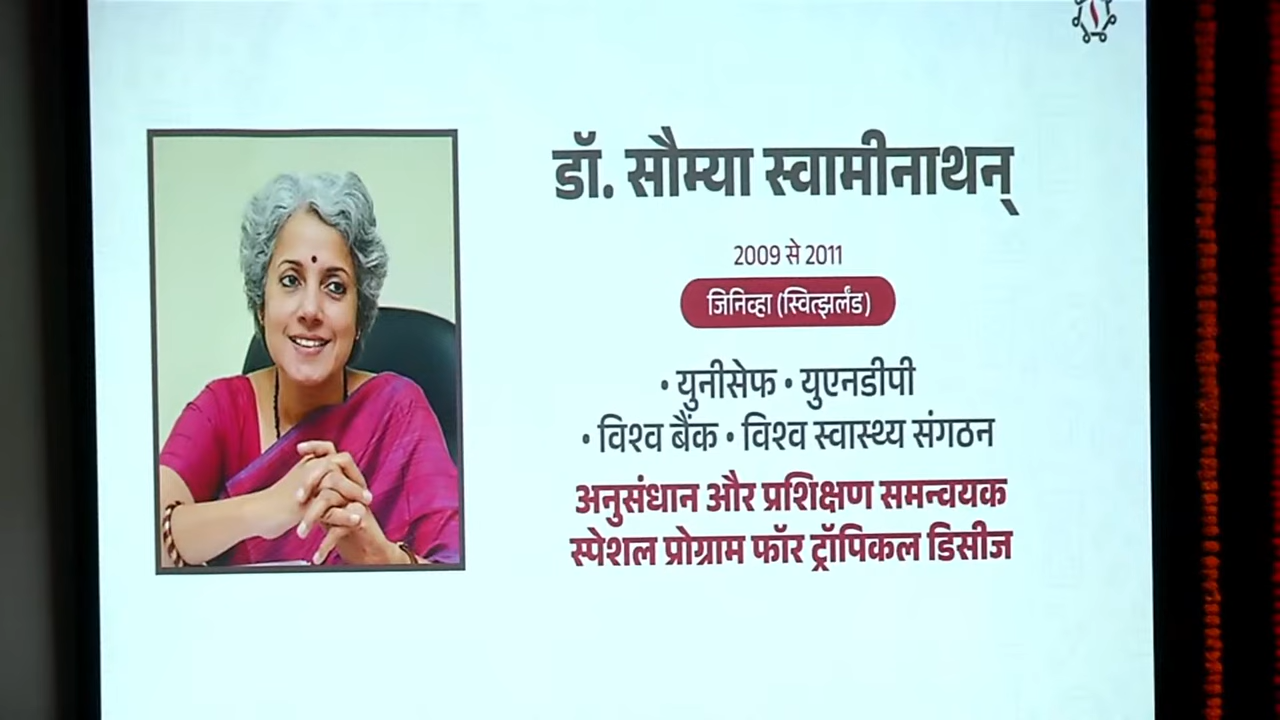 डॉ. सौम्या स्वामीनाथन्
2009 से 2011
जिनिव्हा (स्वित्झर्लंड)
• युनीसेफ • युएनडीपी
• विश्व बैंक • विश्व स्वास्थ्य संगठन
अनुसंधान और प्रशिक्षण समन्वयक
स्पेशल प्रोग्राम फॉर ट्रॉपिकल डिसीज